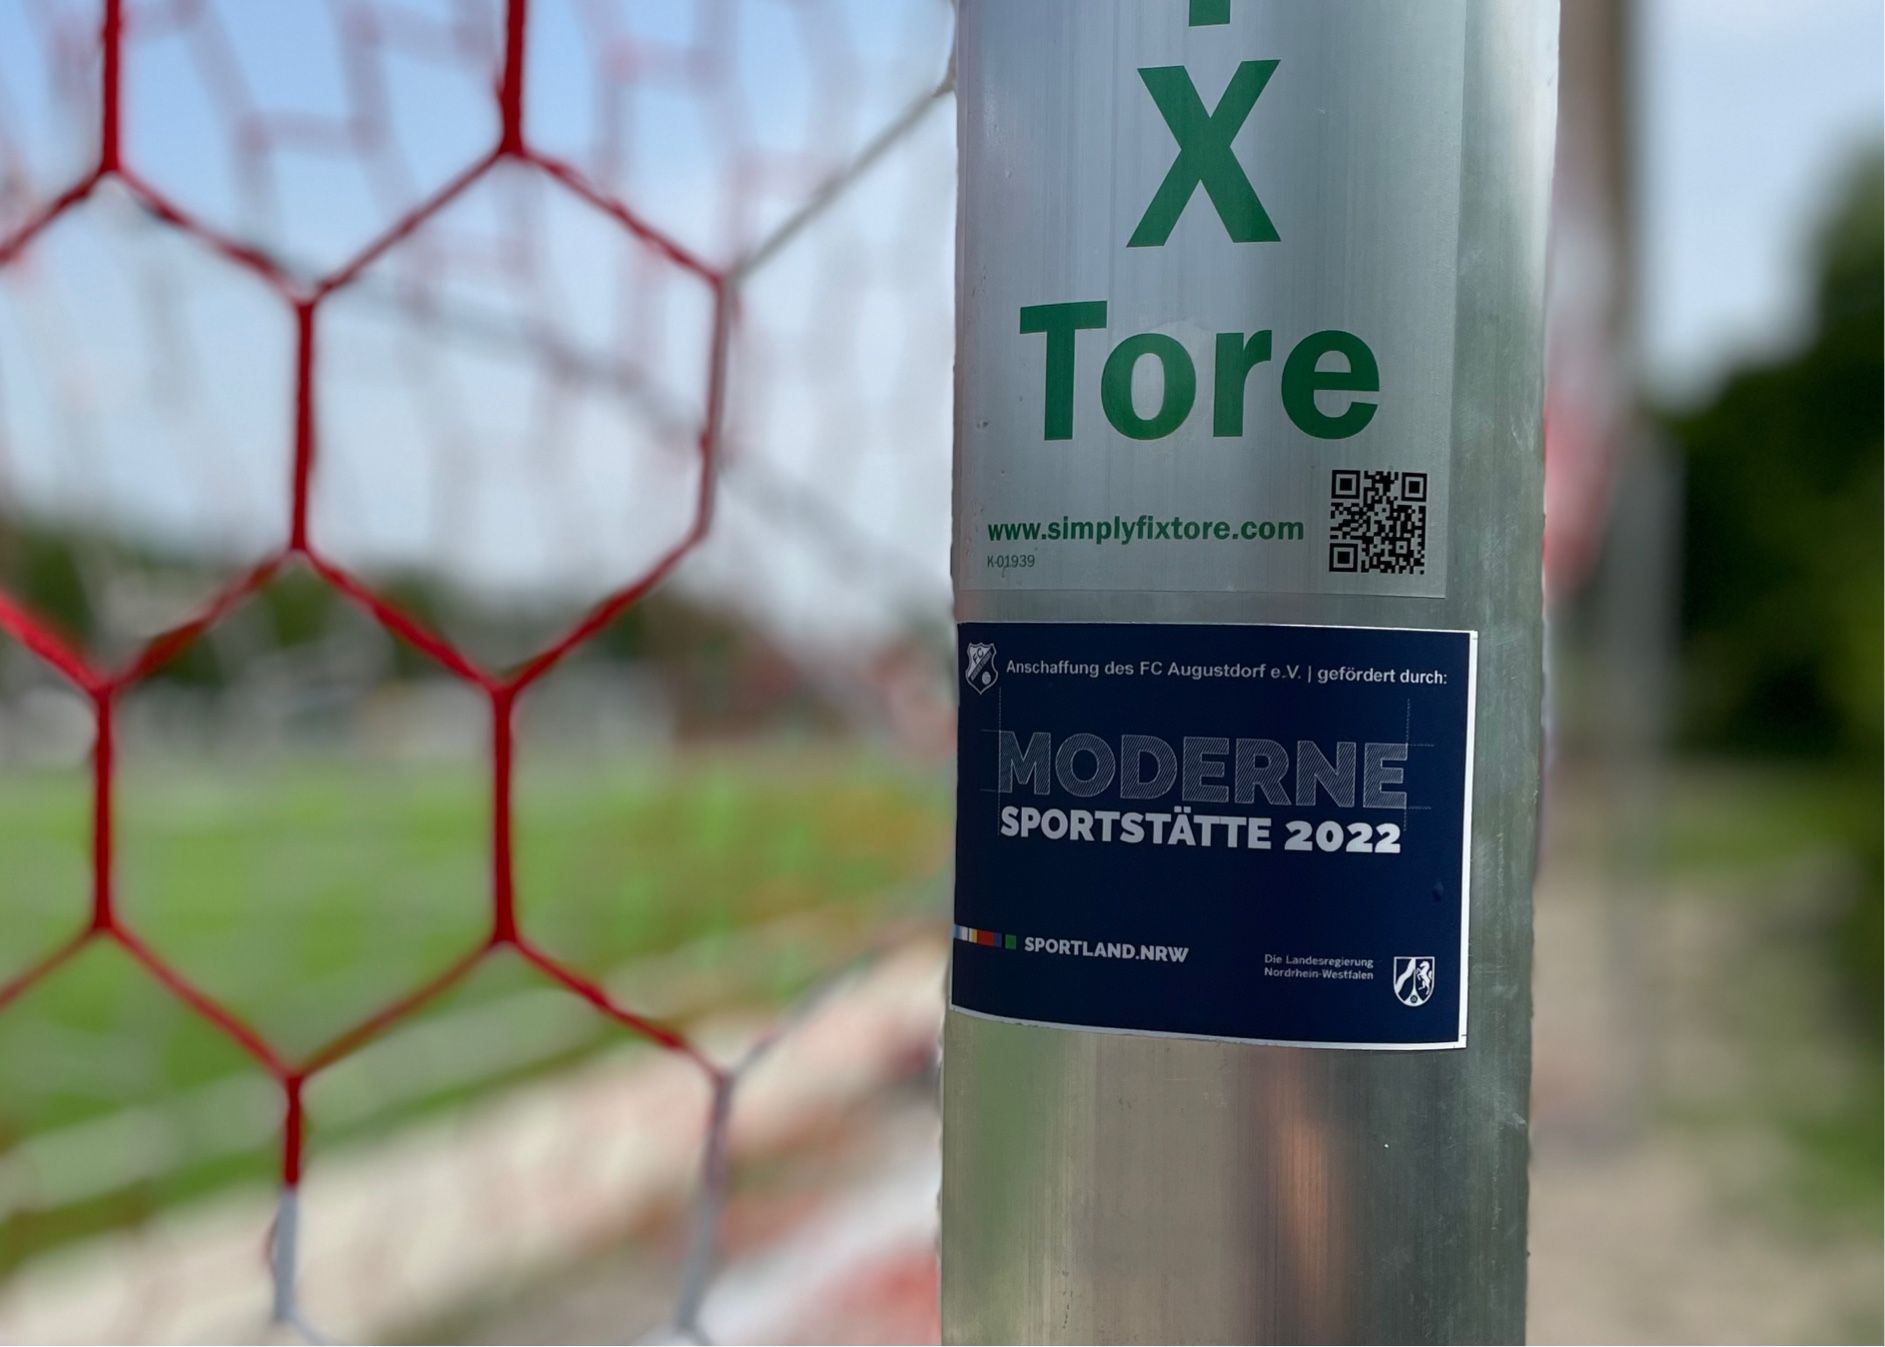 X
Tore
www.simplyfixtore.com
K-01939
Anschaffung des FC Augustdorf e.V. | gefördert durch:
MODERNE
SPORTSTÄTTE 2022
SPORTLAND.NRW
Die Landesregierung
Nordrhein-Westfalen